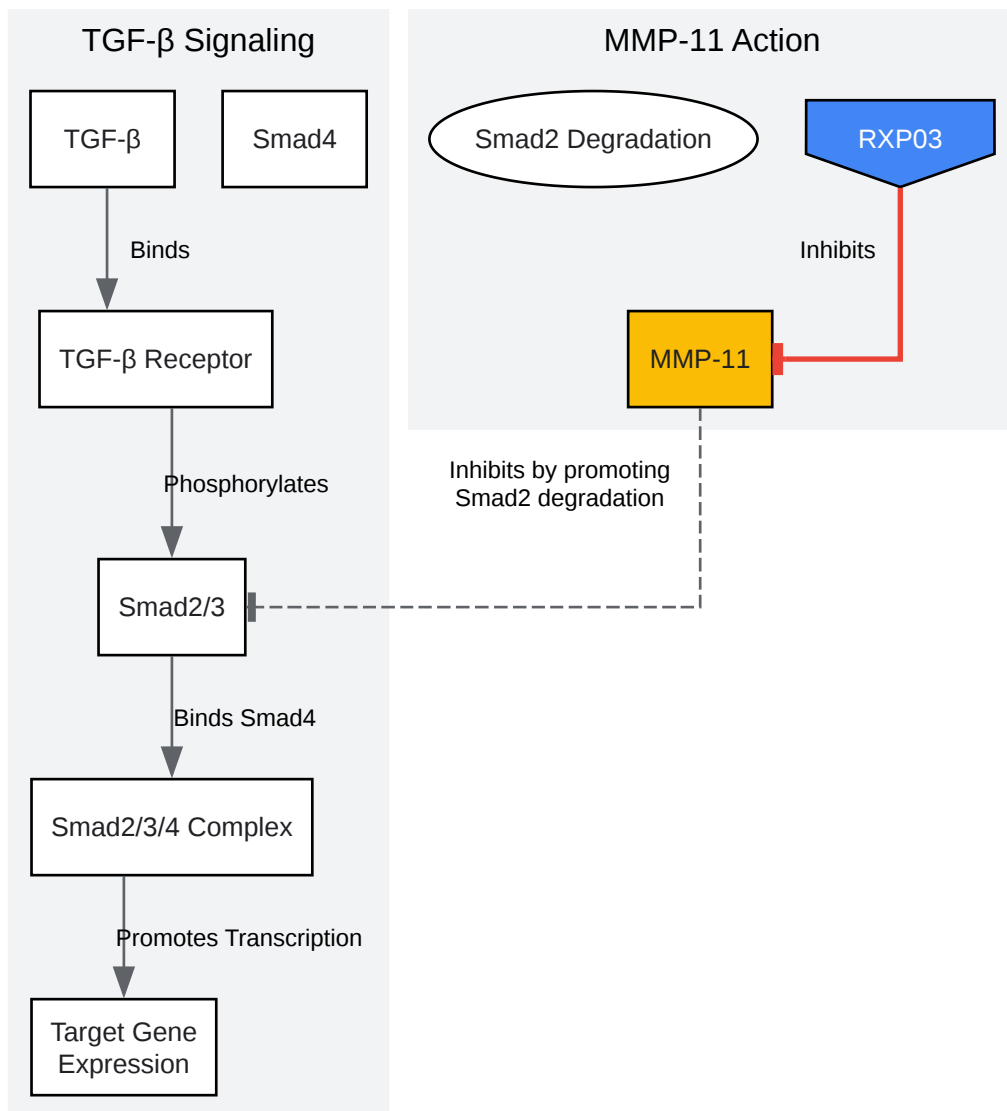 TGF-β Signaling
MMP-11 Action
TGF-β
Smad4
Smad2 Degradation
RXP03
Binds
Inhibits
TGF-β Receptor
MMP-11
Phosphorylates
Inhibits by promoting
Smad2 degradation
Smad2/3
Binds Smad4
Smad2/3/4 Complex
Promotes Transcription
Target Gene
Expression